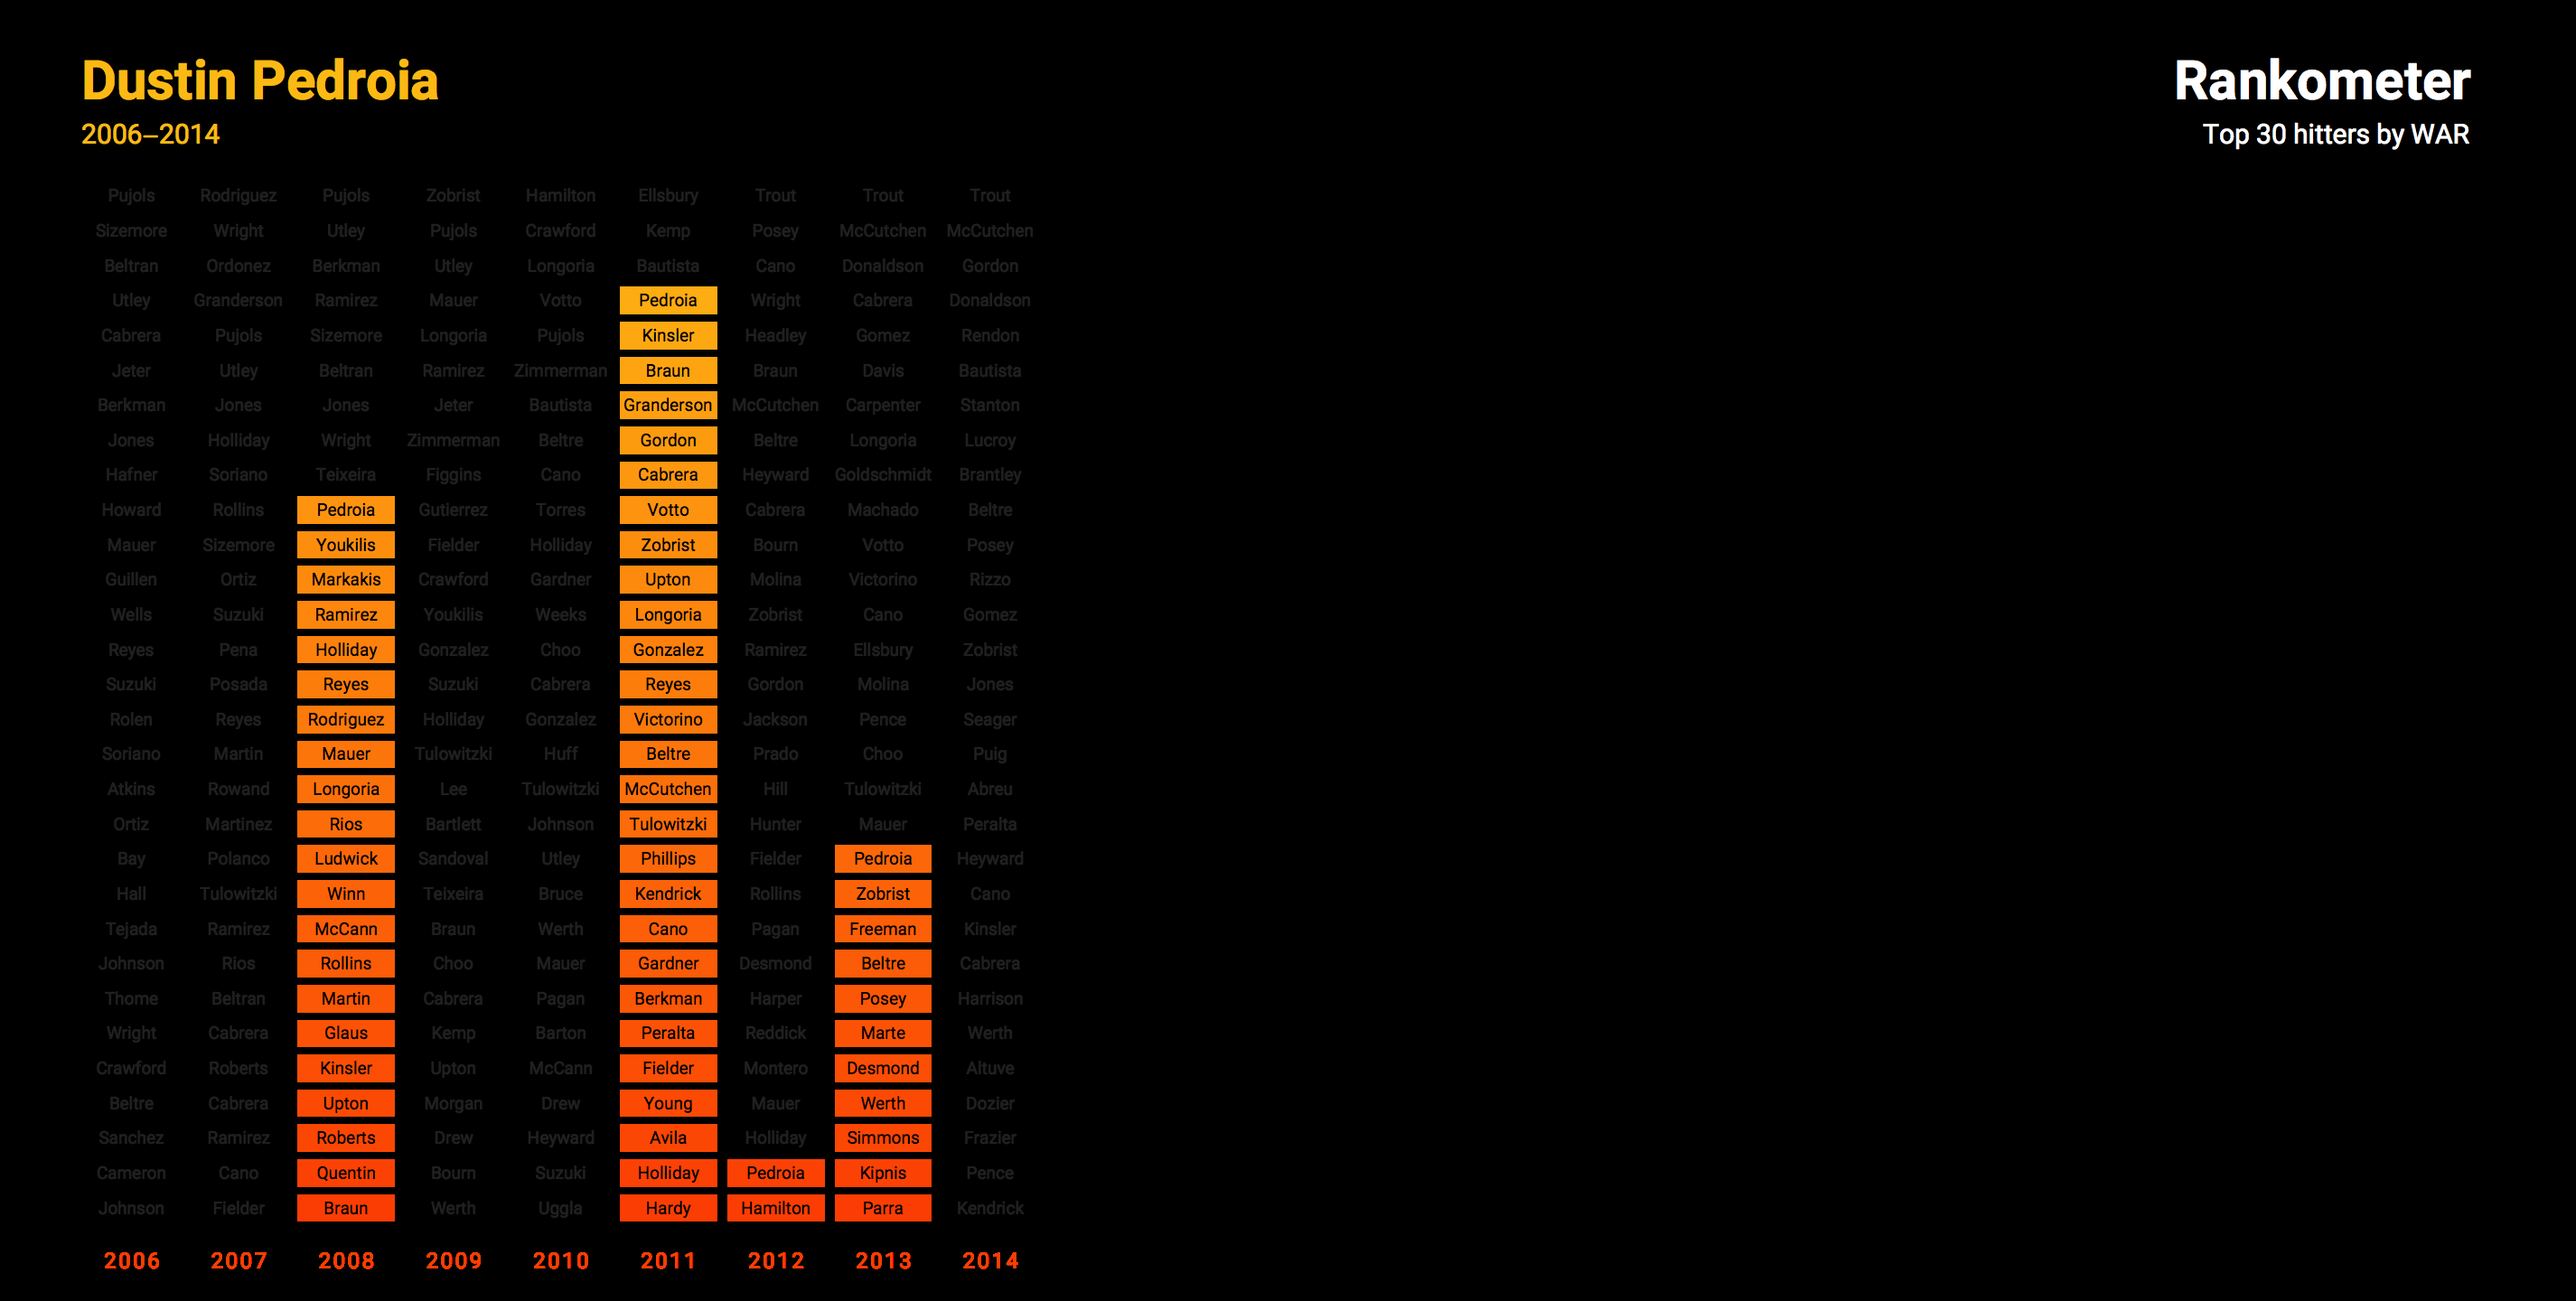 Dustin Pedroia
2006–2014
Rankometer
Top 30 hitters by WAR
Pujols Rodriguez Pujols Zobrist Hamilton Ellsbury Trout Trout Trout
Sizemore Wright Utley Pujols Crawford Kemp Posey McCutchen McCutchen
Beltran Ordonez Berkman Utley Longoria Bautista Cano Donaldson Gordon
Utley Granderson Ramirez Mauer Votto Pedroia Wright Cabrera Donaldson
Cabrera Pujols Sizemore Longoria Pujols Kinsler Headley Gomez Rendon
Jeter Utley Beltran Ramirez Zimmerman Braun Braun Davis Bautista
Berkman Jones Jones Jeter Bautista Granderson McCutchen Carpenter Stanton
Jones Holliday Wright Zimmerman Beltre Gordon Beltre Longoria Lucroy
Hafner Soriano Teixeira Figgins Cano Cabrera Heyward Goldschmidt Brantley
Howard Rollins Pedroia Gutierrez Torres Votto Cabrera Machado Beltre
Mauer Sizemore Youkilis Fielder Holliday Zobrist Bourn Votto Posey
Guillen Ortiz Markakis Crawford Gardner Upton Molina Victorino Rizzo
Wells Suzuki Ramirez Youkilis Weeks Longoria Zobrist Cano Gomez
Reyes Pena Holliday Gonzalez Choo Gonzalez Ramirez Ellsbury Zobrist
Suzuki Posada Reyes Suzuki Cabrera Reyes Gordon Molina Jones
Rolen Reyes Rodriguez Holliday Gonzalez Victorino Jackson Pence Seager
Soriano Martin Mauer Tulowitzki Huff Beltre Prado Choo Puig
Atkins Rowand Longoria Lee Tulowitzki McCutchen Hill Tulowitzki Abreu
Ortiz Martinez Rios Bartlett Johnson Tulowitzki Hunter Mauer Peralta
Bay Polanco Ludwick Sandoval Utley Phillips Fielder Pedroia Heyward
Hall Tulowitzki Winn Teixeira Bruce Kendrick Rollins Zobrist Cano
Tejada Ramirez McCann Braun Werth Cano Pagan Freeman Kinsler
Johnson Rios Rollins Choo Mauer Gardner Desmond Beltre Cabrera
Thome Beltran Martin Cabrera Pagan Berkman Harper Posey Harrison
Wright Cabrera Glaus Kemp Barton Peralta Reddick Marte Werth
Crawford Roberts Kinsler Upton McCann Fielder Montero Desmond Altuve
Beltre Cabrera Upton Morgan Drew Young Mauer Werth Dozier
Sanchez Ramirez Roberts Drew Heyward Avila Holliday Simmons Frazier
Cameron Cano Quentin Bourn Suzuki Holliday Pedroia Kipnis Pence
Johnson Fielder Braun Werth Uggla Hardy Hamilton Parra Kendrick
2006 2007 2008 2009 2010 2011 2012 2013 2014